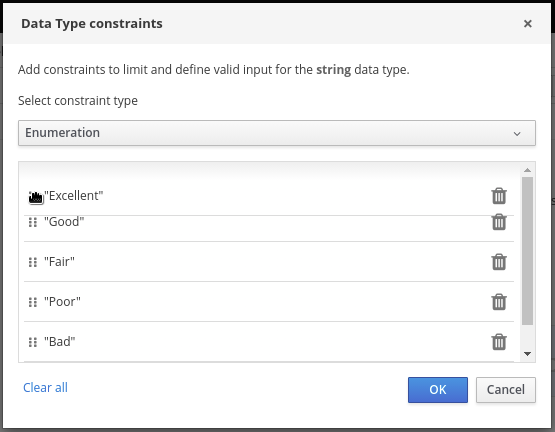 Data Type constraints
Add constraints to limit and define valid input for the string data type.
Select constraint type
Enumeration
"Excellent"
"Good"
"Fair"
"Poor"
"Bad"
Clear all
OK
Cancel